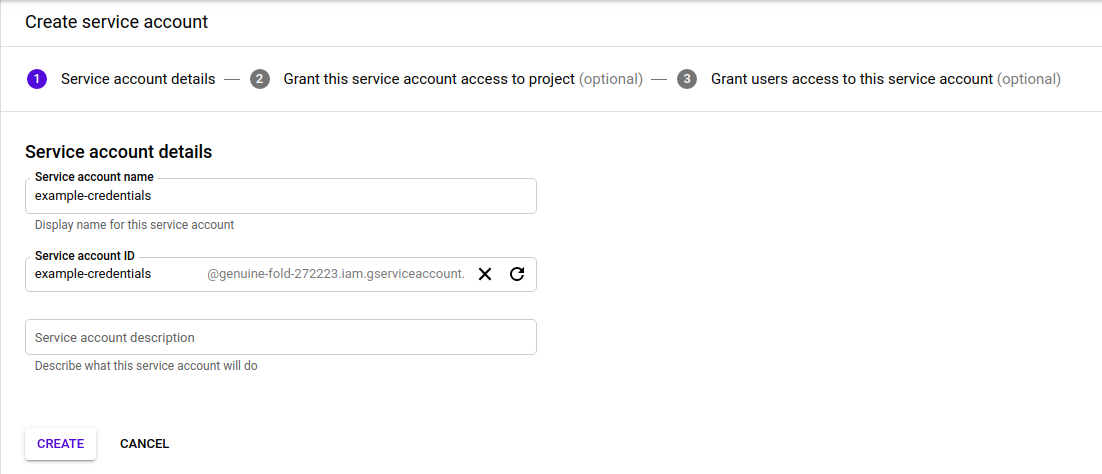 Create service account
1 Service account details — 2 Grant this service account access to project (optional) — 3 Grant users access to this service account (optional)
Service account details
Service account name
example-credentials
Display name for this service account
Service account ID
example-credentials @genuine-fold-272223.iam.gserviceaccount.
Service account description
Describe what this service account will do
CREATE CANCEL